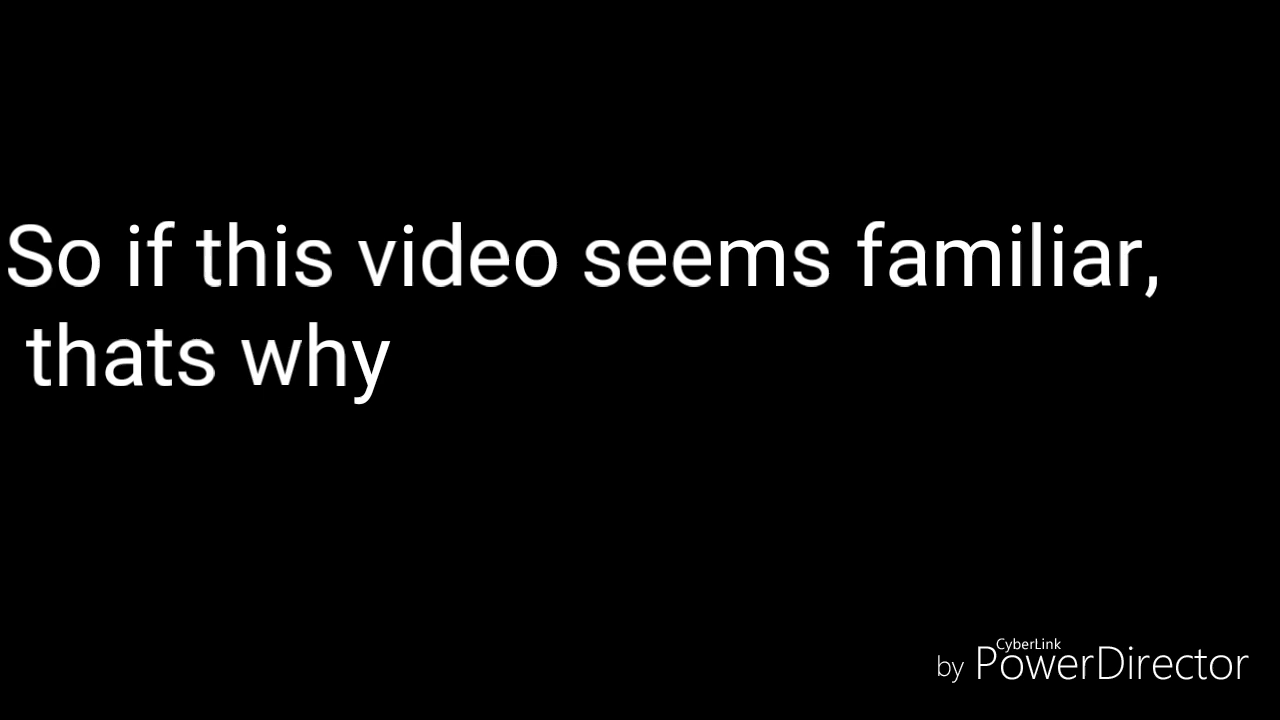 So if this video seems familiar,
thats why
CyberLink
by PowerDirector